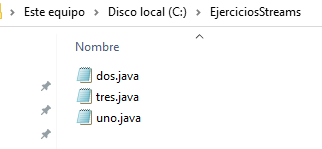 Este equipo > Disco local (C:) > EjerciciosStreams
Nombre
dos.java
tres.java
uno.java